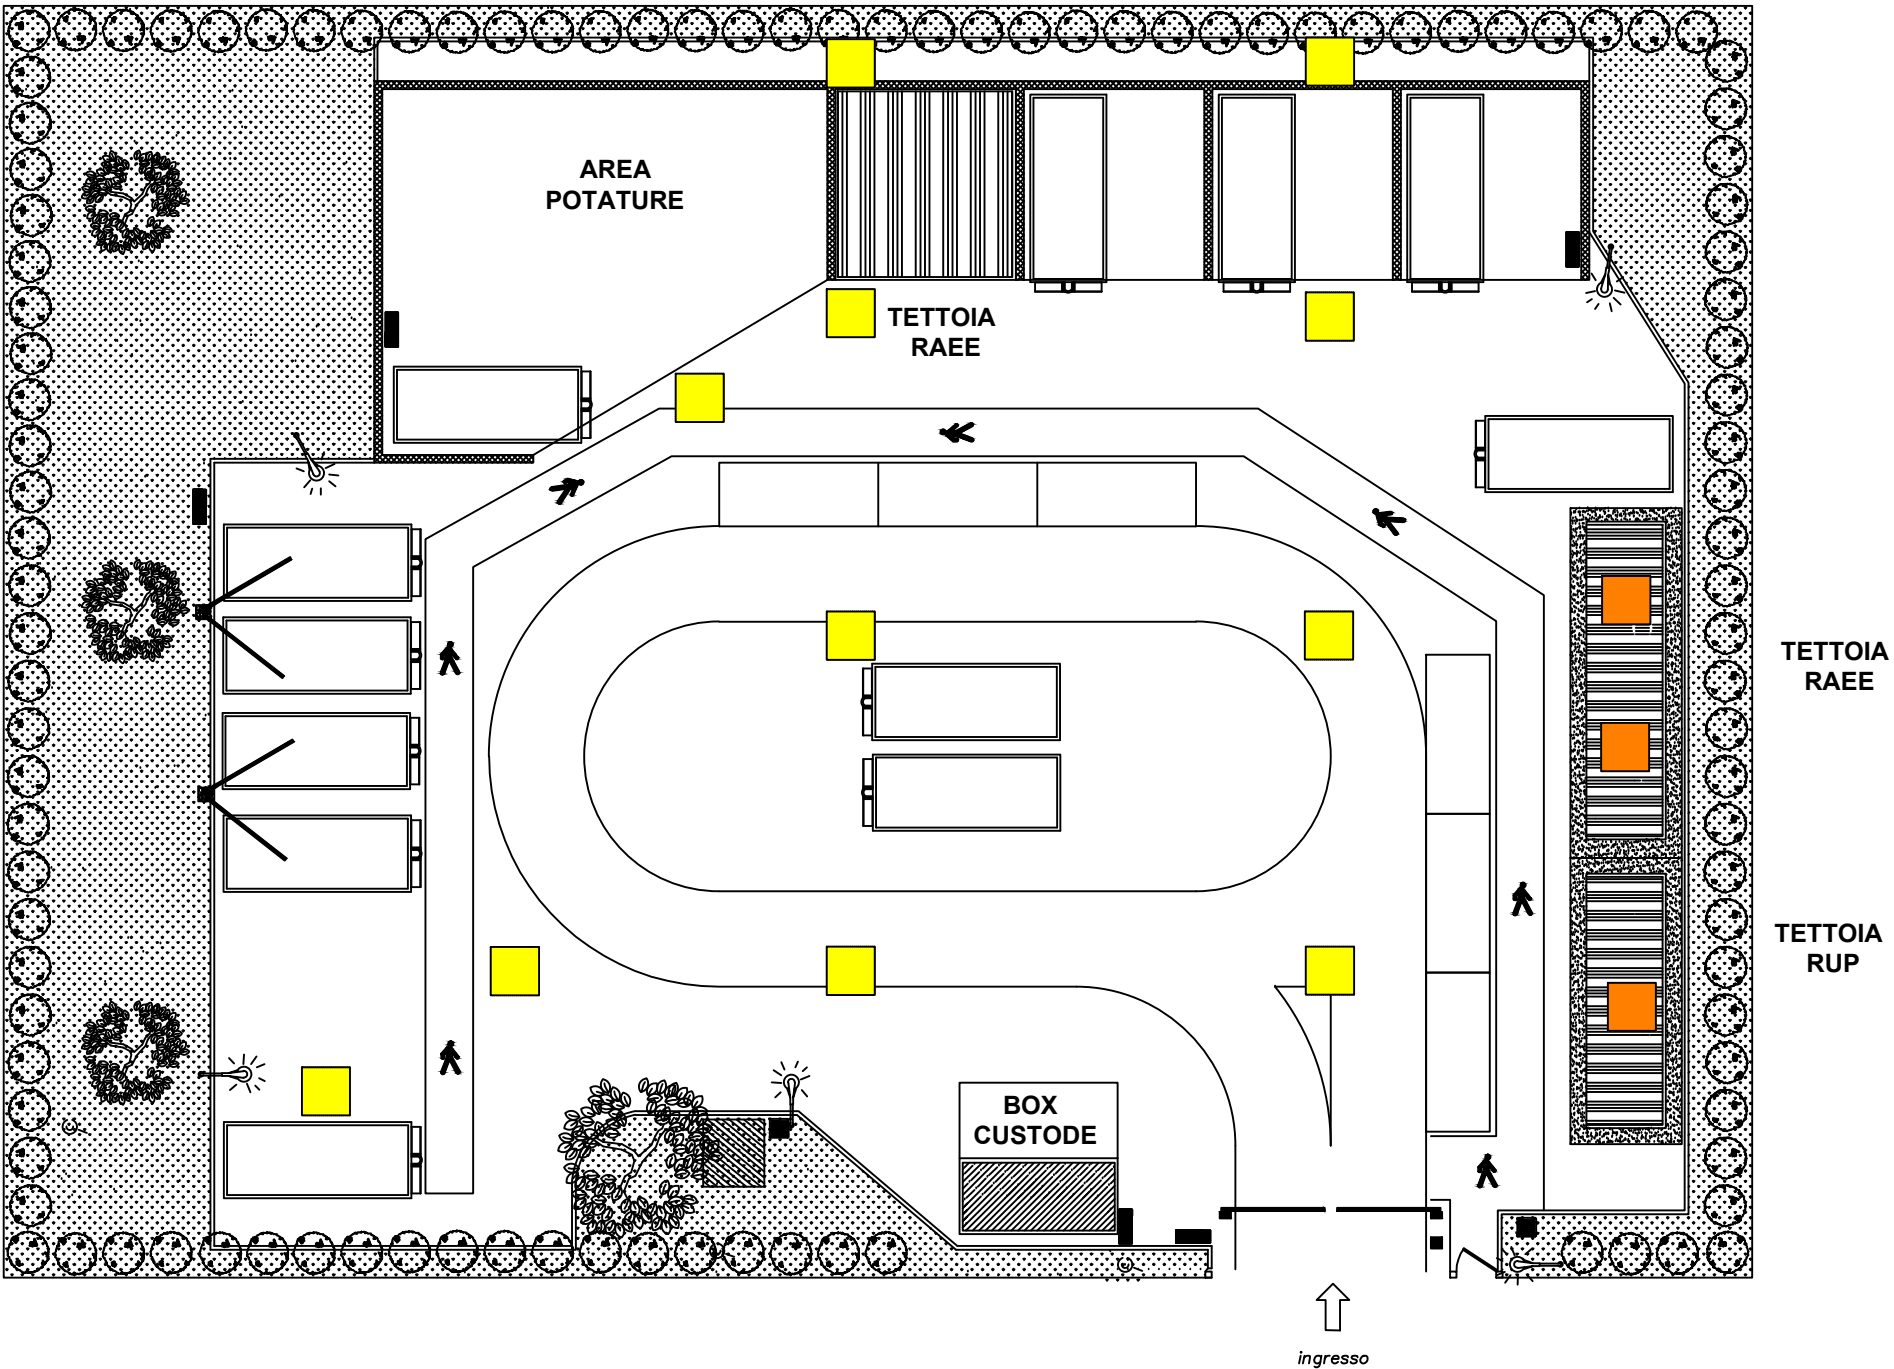 AREA
POTATURE
TETTOIA
RAEE
TETTOIA
RAEE
TETTOIA
RUP
BOX
CUSTODE
ingresso